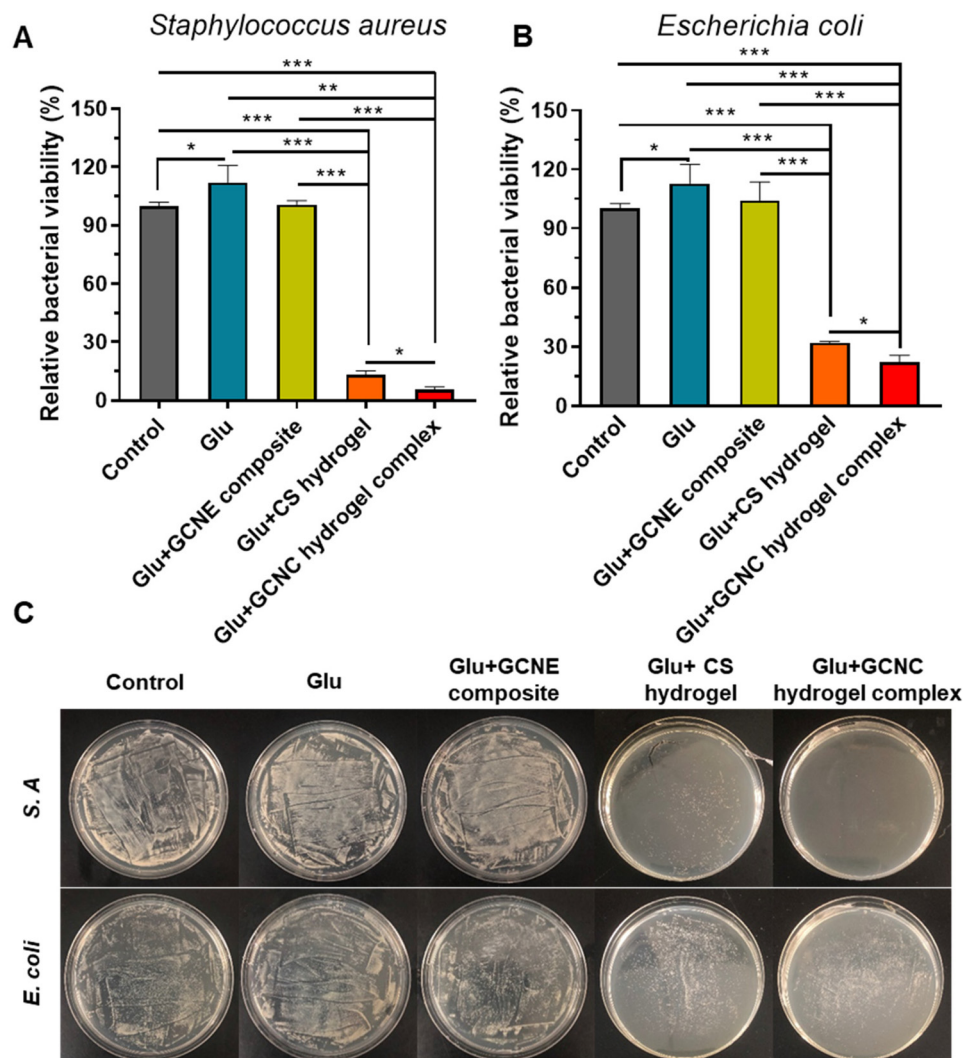 A
Staphylococcus aureus
***
**
***
***
***
***
*
*
Relative bacterial viability (%)
150
120
90
60
30
0
Control
Glu
Glu+GCNE composite
Glu+CS hydrogel
Glu+GCNC hydrogel complex
B
Escherichia coli
***
***
***
***
***
***
*
*
Relative bacterial viability (%)
150
120
90
60
30
0
Control
Glu
Glu+GCNE composite
Glu+CS hydrogel
Glu+GCNC hydrogel complex
C
Control
Glu
Glu+GCNE
composite
Glu+ CS
hydrogel
Glu+GCNC
hydrogel complex
S. A
E. coli